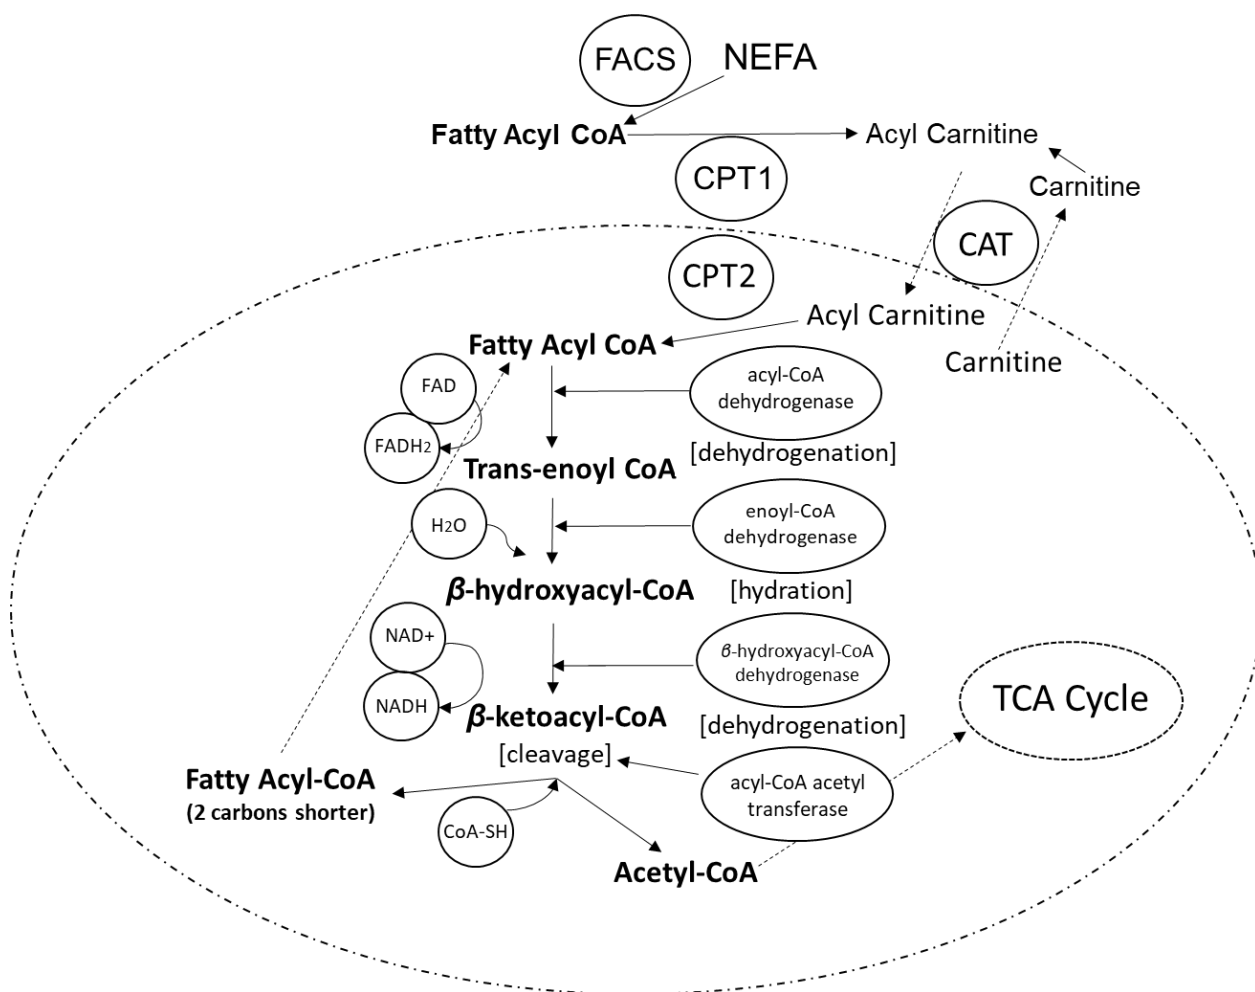 FACS
NEFA
Fatty Acyl CoA
Acyl Carnitine
CPT1
Carnitine
CAT
CPT2
Acyl Carnitine
Fatty Acyl CoA
Carnitine
FAD
acyl-CoA
dehydrogenase
FADH2
[dehydrogenation]
Trans-enoyl CoA
H2O
enoyl-CoA
dehydrogenase
β-hydroxyacyl-CoA
[hydration]
NAD+
β-hydroxyacyl-CoA
dehydrogenase
NADH
TCA Cycle
β-ketoacyl-CoA
[dehydrogenation]
[cleavage]
Fatty Acyl-CoA
(2 carbons shorter)
acyl-CoA acetyl
transferase
CoA-SH
Acetyl-CoA